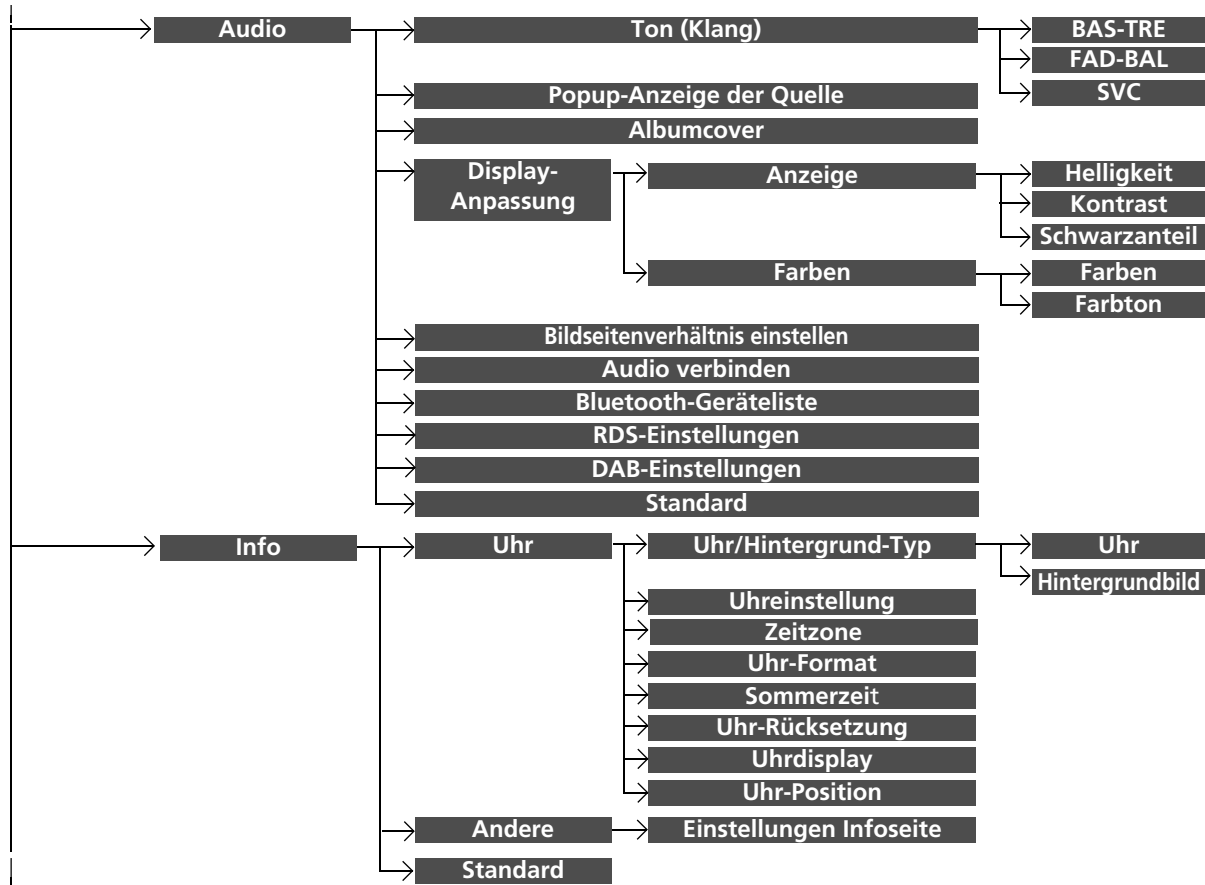 Audio
Ton (Klang)
BAS-TRE
FAD-BAL
SVC
Popup-Anzeige der Quelle
Albumcover
Display-
Anpassung
Anzeige
Helligkeit
Kontrast
Schwarzanteil
Farben
Farben
Farbton
Bildseitenverhältnis einstellen
Audio verbinden
Bluetooth-Geräteliste
RDS-Einstellungen
DAB-Einstellungen
Standard
Info
Uhr
Uhr/Hintergrund-Typ
Uhr
Hintergrundbild
Uhreinstellung
Zeitzone
Uhr-Format
Sommerzeit
Uhr-Rücksetzung
Uhrdisplay
Uhr-Position
Andere
Einstellungen Infoseite
Standard